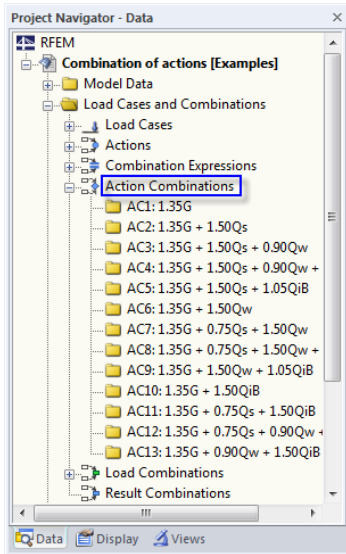 Project Navigator - Data
RFEM
Combination of actions [Examples]
Model Data
Load Cases and Combinations
Load Cases
Actions
Combination Expressions
Action Combinations
AC1: 1.35G
AC2: 1.35G + 1.50Qs
AC3: 1.35G + 1.50Qs + 0.90Qw
AC4: 1.35G + 1.50Qs + 0.90Qw +
AC5: 1.35G + 1.50Qs + 1.05QiB
AC6: 1.35G + 1.50Qw
AC7: 1.35G + 0.75Qs + 1.50Qw
AC8: 1.35G + 0.75Qs + 1.50Qw +
AC9: 1.35G + 1.50Qw + 1.05QiB
AC10: 1.35G + 1.50QiB
AC11: 1.35G + 0.75Qs + 1.50QiB
AC12: 1.35G + 0.75Qs + 0.90Qw +
AC13: 1.35G + 0.90Qw + 1.50QiB
Load Combinations
Result Combinations
Data Display Views